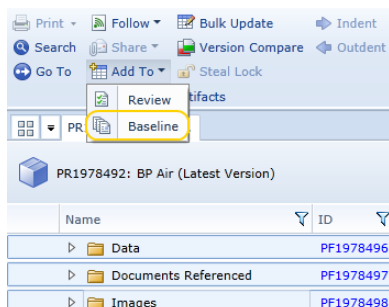 Print Follow Bulk Update Indent
Search Share Version Compare Outdent
Go To Add To Steal Lock
Review tifacts
PR Baseline
PR1978492: BP Air (Latest Version)
Name ID
Data PF1978496
Documents Referenced PF1978497
Images PF1978498